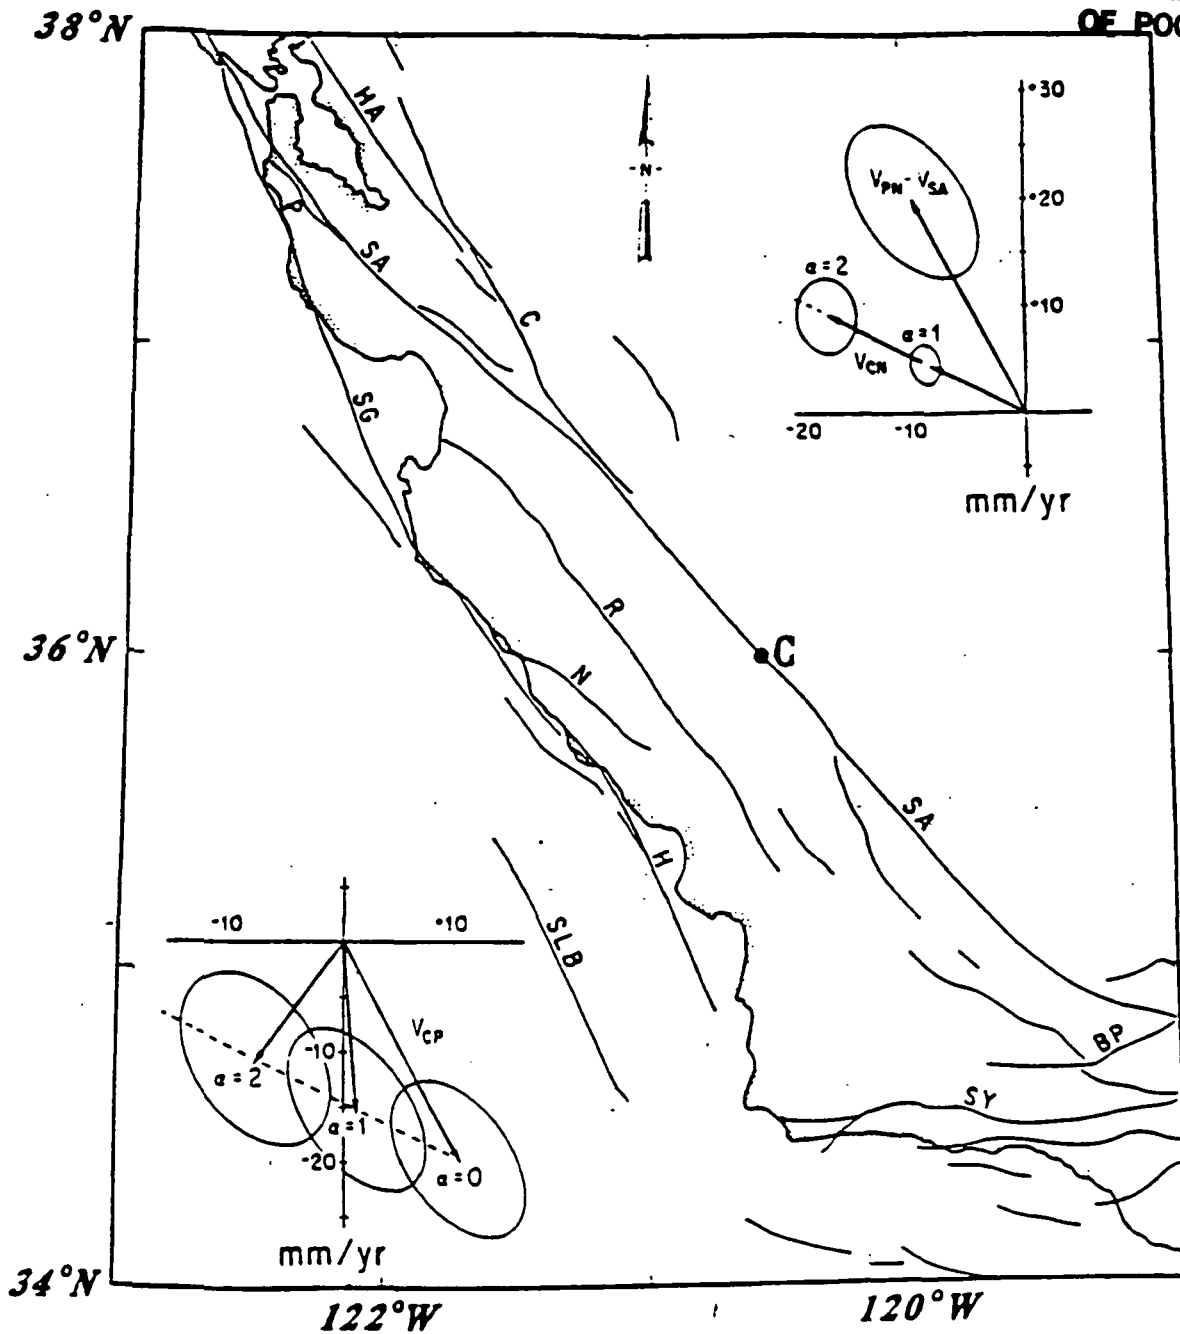 38°N
OF POO
HA
P
SA
C
SG
-N-
+30
+20
+10
V_PN - V_SA
α=2
α=1
V_CN
-20 -10
mm/yr
36°N
R
N
C
SA
H
SLB
BP
SY
-10 +10
V_CP
-10
-20
α=2
α=1
α=0
mm/yr
34°N
122°W
120°W